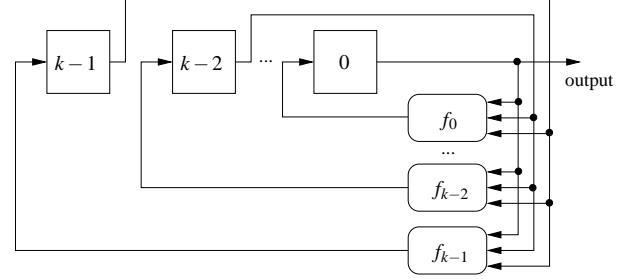 k − 1 k − 2 ... 0
output
f₀
...
fₖ₋₂
fₖ₋₁